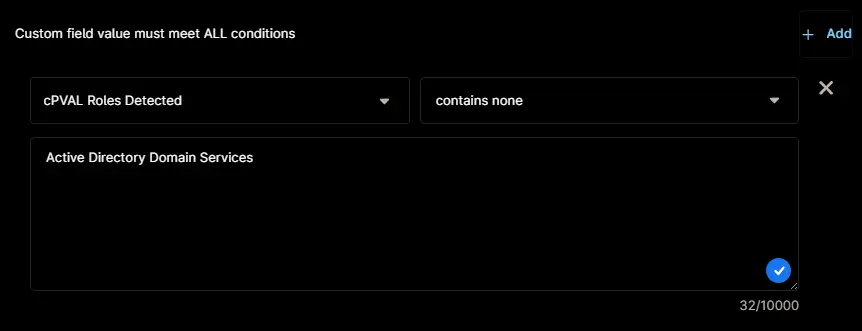 Custom field value must meet ALL conditions
+ Add
cPVAL Roles Detected
contains none
Active Directory Domain Services
32/10000